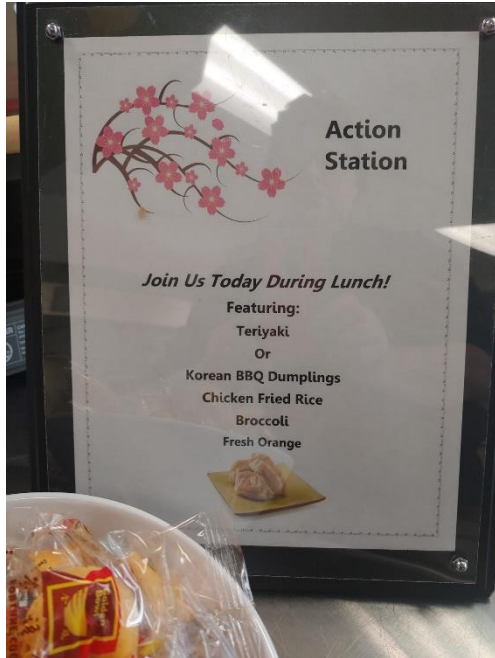 Action
Station
Join Us Today During Lunch!
Featuring:
Teriyaki
Or
Korean BBQ Dumplings
Chicken Fried Rice
Broccoli
Fresh Orange